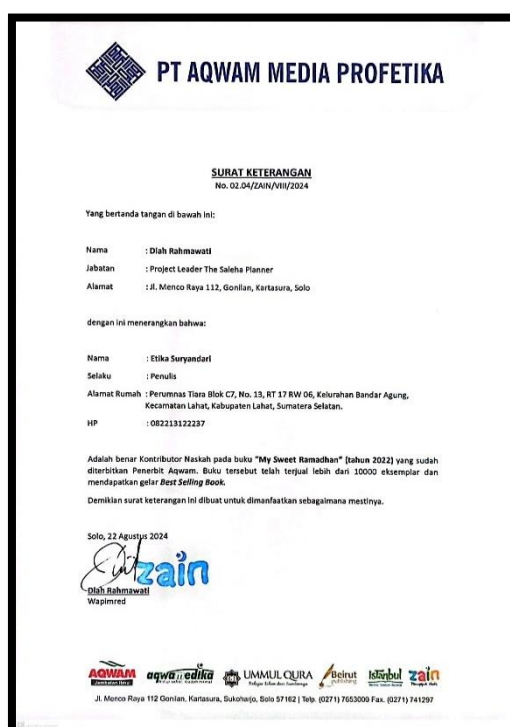 PT AQWAM MEDIA PROFETIKA
SURAT KETERANGAN
No. 02.04/ZAIN/VIII/2024
Yang bertanda tangan di bawah ini:
Nama : Diah Rahmawati
Jabatan : Project Leader The Saleha Planner
Alamat : Jl. Menco Raya 112, Gonilan, Kartasura, Solo
dengan ini menerangkan bahwa:
Nama : Etika Suryandari
Selaku : Penulis
Alamat Rumah : Perumnas Tiara Blok C7, No. 13, RT 17 RW 06, Kelurahan Bandar Agung,
Kecamatan Lahat, Kabupaten Lahat, Sumatera Selatan.
HP : 082213122237
Adalah benar Kontributor Naskah pada buku "My Sweet Ramadhan" (tahun 2022) yang sudah
diterbitkan Penerbit Aqwam. Buku tersebut telah terjual lebih dari 10000 eksemplar dan
mendapatkan gelar Best Selling Book.
Demikian surat keterangan ini dibuat untuk dimanfaatkan sebagaimana mestinya.
Solo, 22 Agustus 2024
zain
Diah Rahmawati
Wapimred
AQWAM aqwamedika UMMUL QURA Beirut Istanbul zain
Jembatan Ilmu publishing
Jl. Menco Raya 112 Gonilan, Kartasura, Sukoharjo, Solo 57162 | Telp. (0271) 7653000 Fax. (0271) 741297